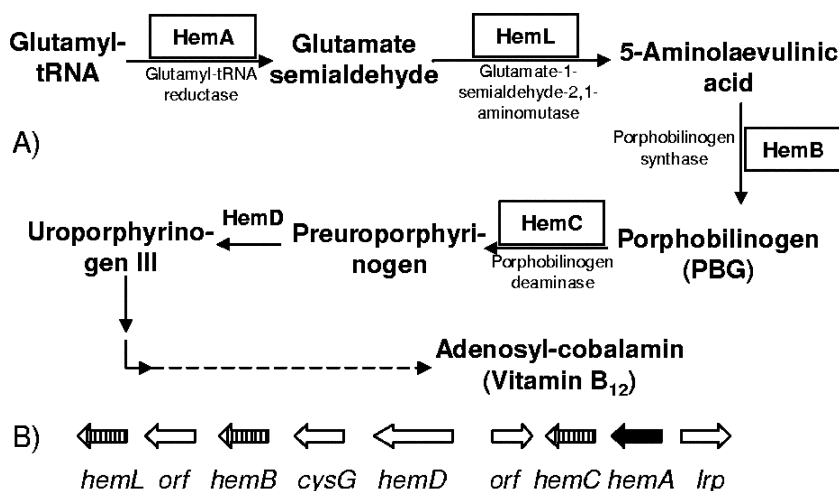 Glutamyl-
tRNA
HemA
Glutamyl-tRNA
reductase
Glutamate
semialdehyde
HemL
Glutamate-1-
semialdehyde-2,1-
aminomutase
5-Aminolaevulinic
acid
A)
Porphobilinogen
synthase
HemB
Uroporphyrino-
gen III
HemD
Preuroporphyri-
nogen
HemC
Porphobilinogen
deaminase
Porphobilinogen
(PBG)
Adenosyl-cobalamin
(Vitamin B12)
B)
hemL orf hemB cysG hemD orf hemC hemA lrp